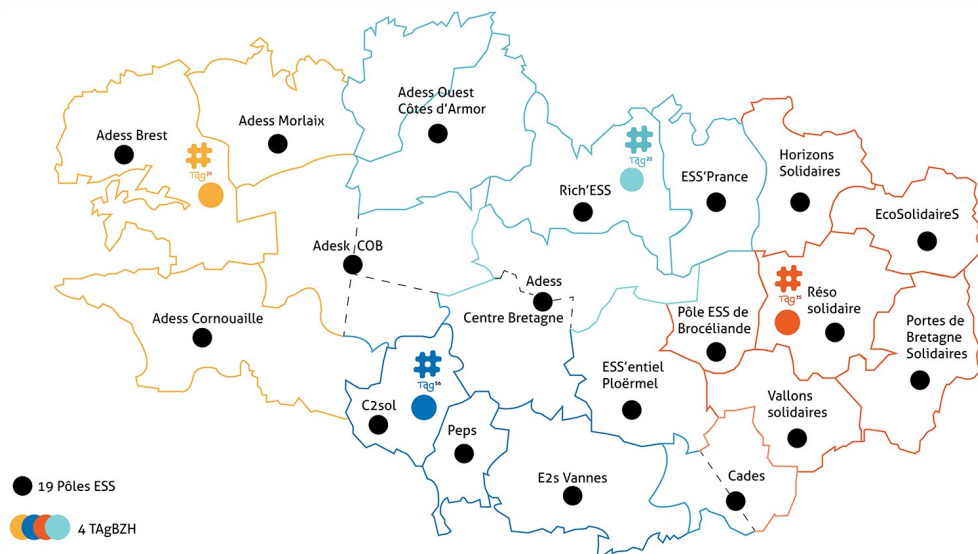 Adess Ouest
Côtes d'Armor
Adess Morlaix
Adess Brest
#
TAg²⁹
#
TAg²²
Rich'ESS
ESS'Prance
Horizons
Solidaires
EcoSolidaireS
Adesk COB
Adess
Centre Bretagne
#
TAg³⁵
Réso
solidaire
Pôle ESS de
Brocéliande
Portes de
Bretagne
Solidaires
Adess Cornouaille
#
TAg⁵⁶
ESS'entiel
Ploërmel
Vallons
solidaires
C2sol
Peps
E2s Vannes
Cades
19 Pôles ESS
4 TAgBZH